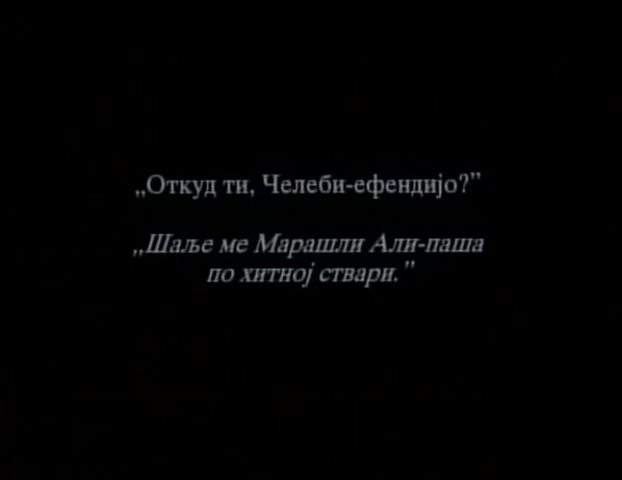 „Откуд ти, Челеби-ефендијо?”
„Шаље ме Марашли Али-паша
по хитној ствари.”